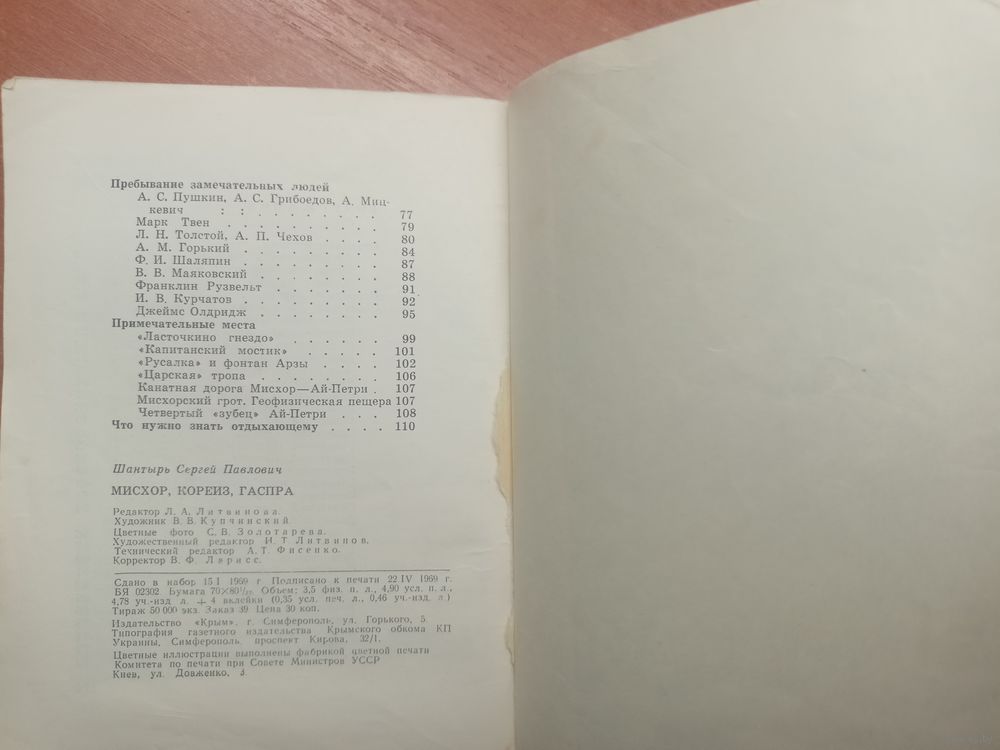 Пребывание замечательных людей
А. С. Пушкин, А. С. Грибоедов, А. Миц-
кевич : : . . . . . . . . 77
Марк Твен . . . . . . . . . . 79
Л. Н. Толстой, А. П. Чехов . . . . 80
А. М. Горький . . . . . . . . 84
Ф. И. Шаляпин . . . . . . . . 87
В. В. Маяковский . . . . . . . 88
Франклин Рузвельт . . . . . . 91
И. В. Курчатов . . . . . . . . 92
Джеймс Олдридж . . . . . . . 95
Примечательные места
«Ласточкино гнездо» . . . . . . 99
«Капитанский мостик» . . . . . 101
«Русалка» и фонтан Арзы . . . . 102
«Царская» тропа . . . . . . . . 106
Канатная дорога Мисхор—Ай-Петри . 107
Мисхорский грот. Геофизическая пещера 107
Четвертый «зубец» Ай-Петри . . . 108
Что нужно знать отдыхающему . . . . 110
Шантырь Сергей Павлович
МИСХОР, КОРЕИЗ, ГАСПРА
Редактор Л. А. Литвинова.
Художник В. В. Купчинский.
Цветные фото С. В. Золотарева.
Художественный редактор И. Т. Литвинов.
Технический редактор А. Т. Фисенко.
Корректор В. Ф. Ларисс.
Сдано в набор 15 I 1969 г. Подписано к печати 22.IV 1969 г.
БЯ 02302. Бумага 70×80 Объем: 3,5 физ. п. л., 4,90 усл. п. л.,
4,78 уч.-изд. л. + 4 вклейки (0,35 усл. печ. л., 0,46 уч.-изд. л.)
Тираж 50 000 экз. Заказ 39 Цена 30 коп.
Издательство «Крым». г. Симферополь, ул. Горького, 5.
Типография газетного издательства Крымского обкома КП
Украины, Симферополь, проспект Кирова, 32/1.
Цветные иллюстрации выполнены фабрикой цветной печати
Комитета по печати при Совете Министров УССР
Киев, ул. Довженко,